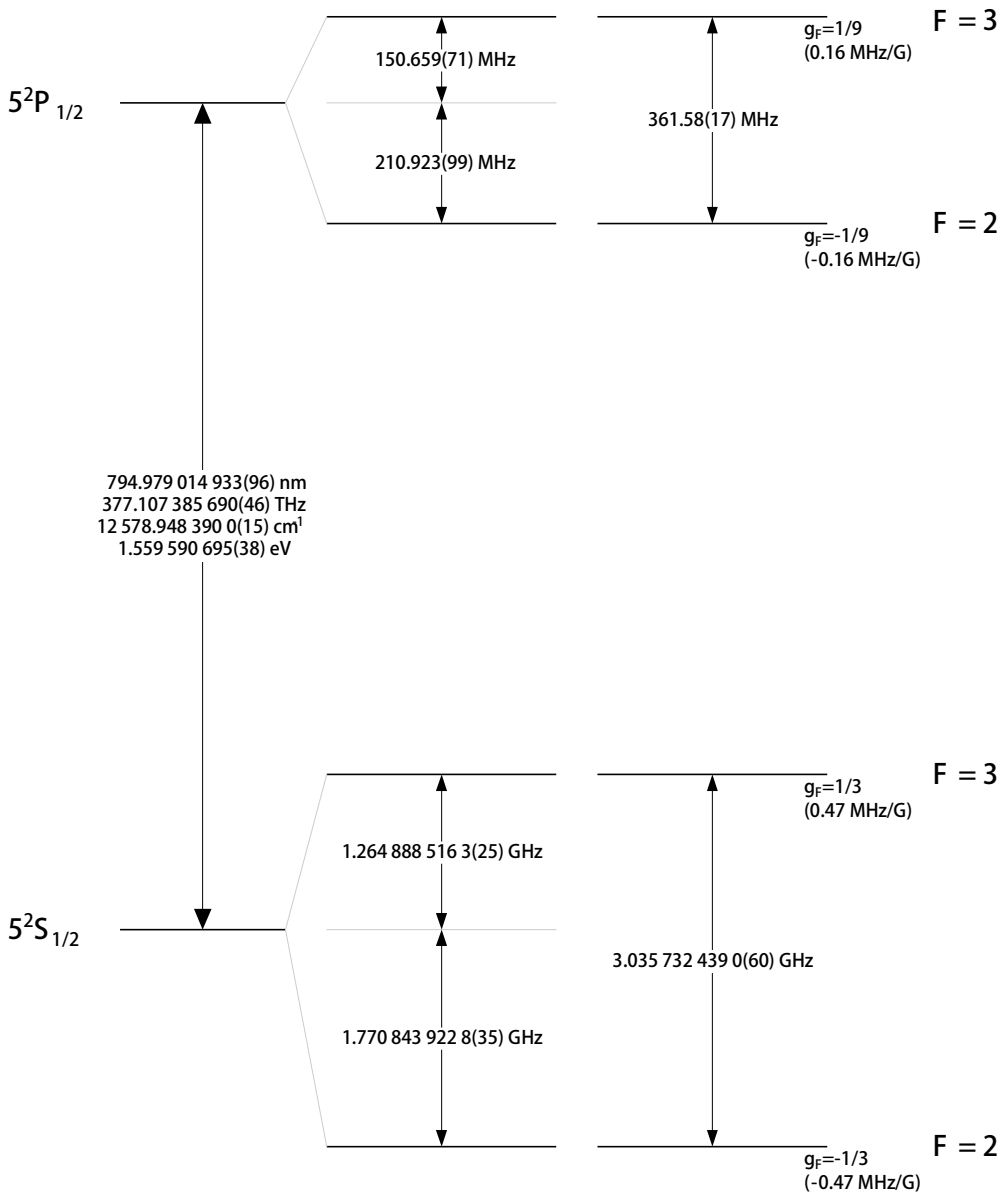 F = 3
g_F=1/9
(0.16 MHz/G)
150.659(71) MHz
5²P 1/2
361.58(17) MHz
210.923(99) MHz
F = 2
g_F=-1/9
(-0.16 MHz/G)
794.979 014 933(96) nm
377.107 385 690(46) THz
12 578.948 390 0(15) cm¹
1.559 590 695(38) eV
F = 3
g_F=1/3
(0.47 MHz/G)
1.264 888 516 3(25) GHz
5²S 1/2
3.035 732 439 0(60) GHz
1.770 843 922 8(35) GHz
F = 2
g_F=-1/3
(-0.47 MHz/G)